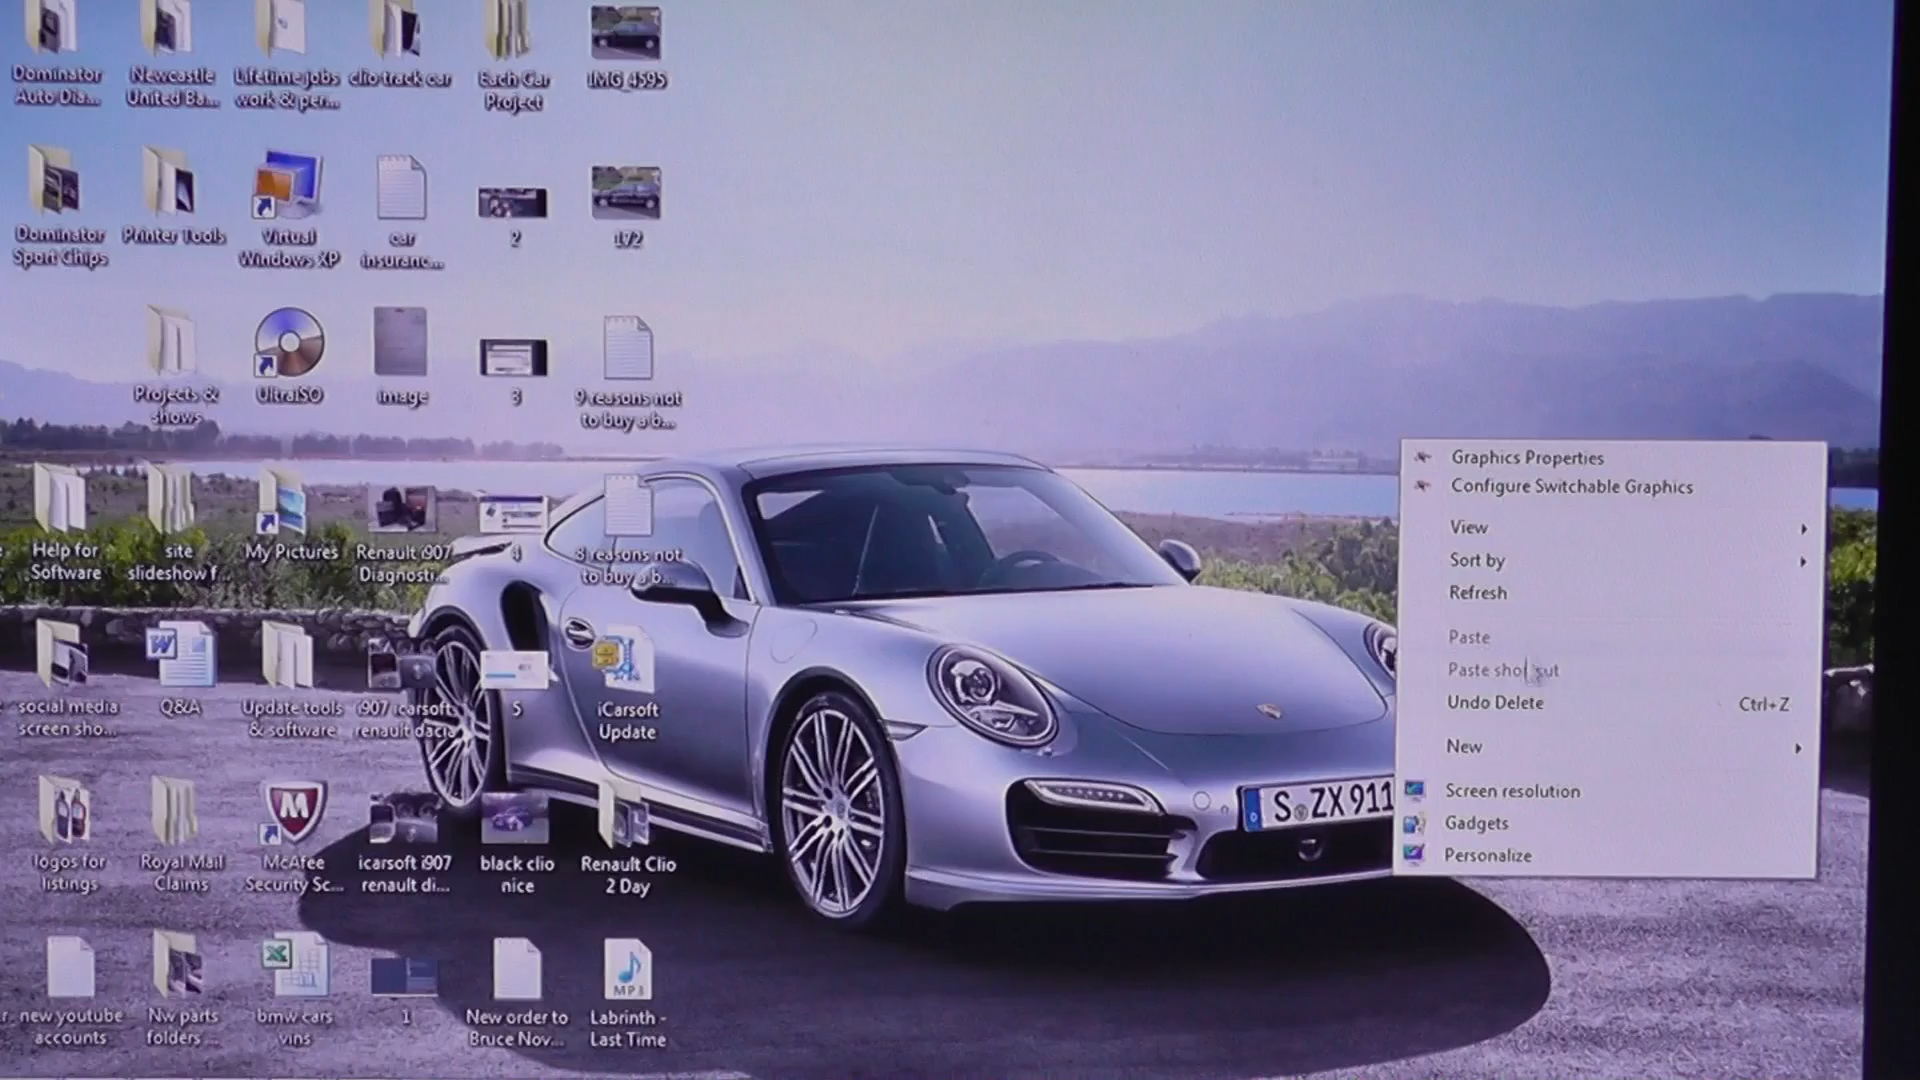 Dominator
Auto Dia...
Newcastle
United Ba...
Lifetime jobs
work & per...
clio track car
Each Car
Project
IMG_4595
Dominator
Sport Chips
Printer Tools
Virtual
Windows XP
car
insuranc...
2
172
Projects &
shows
UltraISO
image
3
9 reasons not
to buy a b...
Help for
Software
site
slideshow f...
My Pictures
Renault i907
Diagnosti...
4
8 reasons not
to buy a b...
social media
screen sho...
Q&A
Update tools
& software
i907 icarsoft
renault dacia
5
iCarsoft
Update
logos for
listings
Royal Mail
Claims
McAfee
Security Sc...
icarsoft i907
renault di...
black clio
nice
Renault Clio
2 Day
new youtube
accounts
Nw parts
folders ...
bmw cars
vins
1
New order to
Bruce Nov...
MP3
Labrinth -
Last Time
S ZX 911
Graphics Properties
Configure Switchable Graphics
View
Sort by
Refresh
Paste
Paste shortcut
Undo Delete Ctrl+Z
New
Screen resolution
Gadgets
Personalize